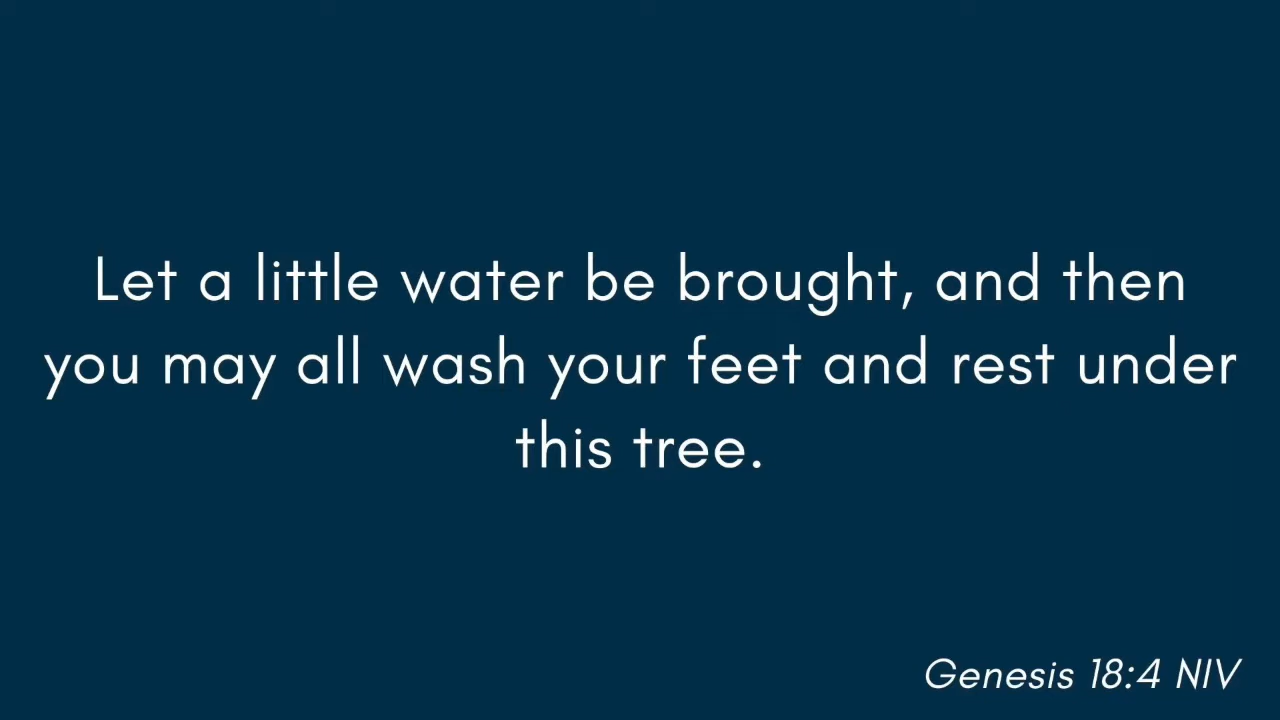 Let a little water be brought, and then
you may all wash your feet and rest under
this tree.
Genesis 18:4 NIV